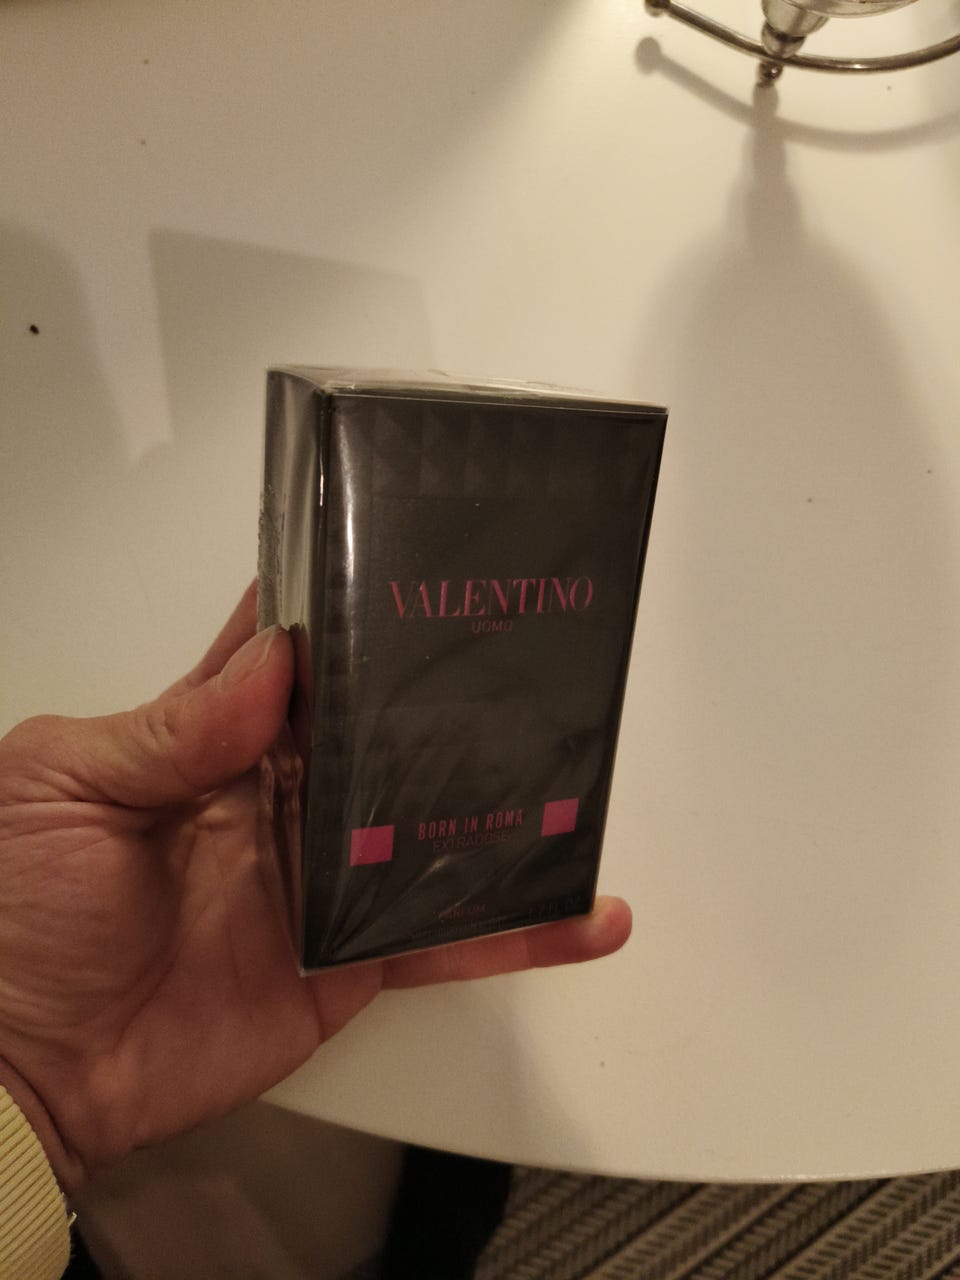 VALENTINO
UOMO
BORN IN ROMA
EXTRADOSE
PARFUM